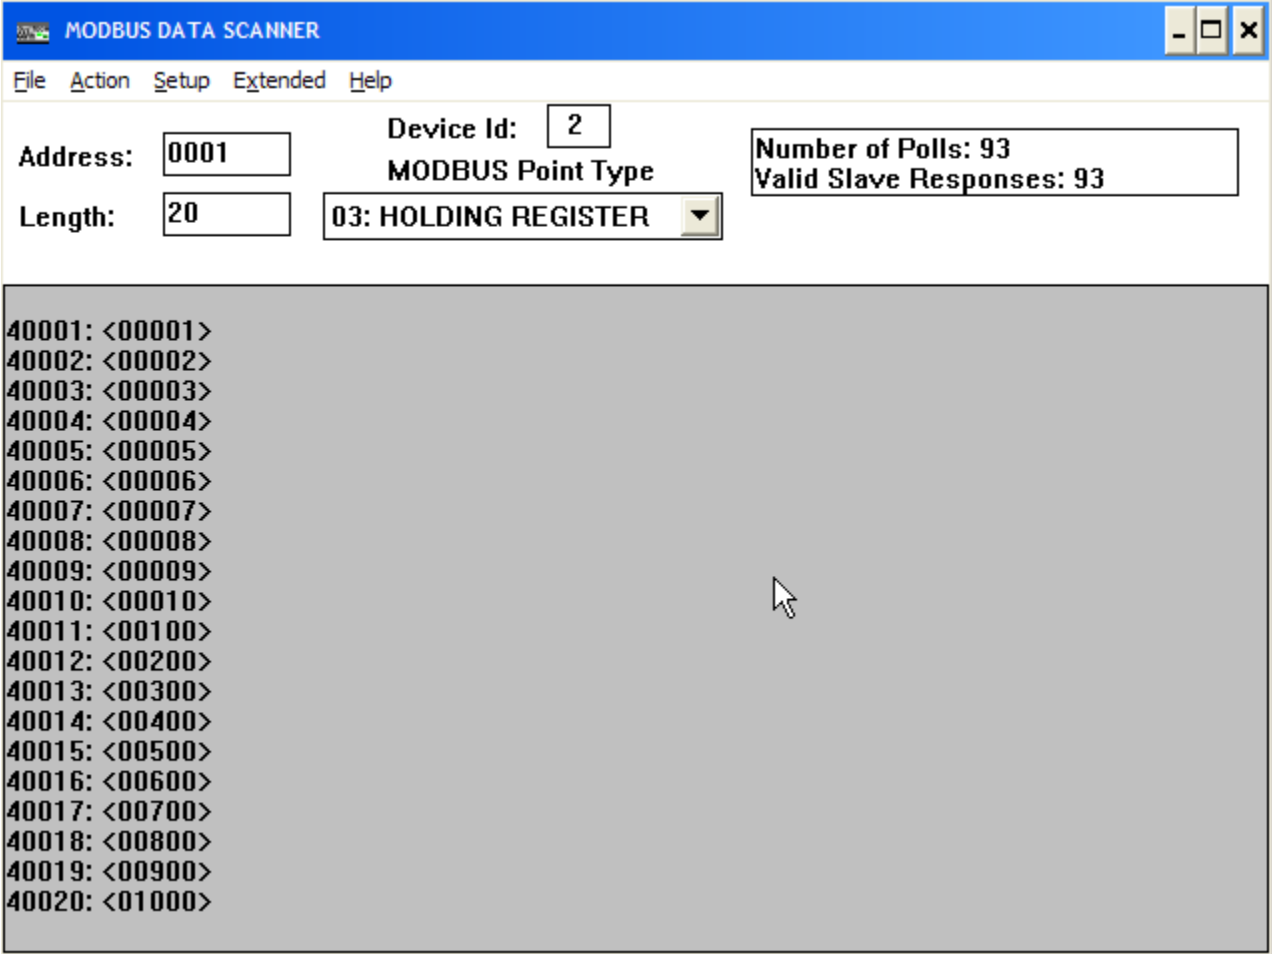 MODBUS DATA SCANNER
File Action Setup Extended Help
Device Id: 2
Address: 0001
MODBUS Point Type
Length: 20
03: HOLDING REGISTER
Number of Polls: 93
Valid Slave Responses: 93
40001: <00001>
40002: <00002>
40003: <00003>
40004: <00004>
40005: <00005>
40006: <00006>
40007: <00007>
40008: <00008>
40009: <00009>
40010: <00010>
40011: <00100>
40012: <00200>
40013: <00300>
40014: <00400>
40015: <00500>
40016: <00600>
40017: <00700>
40018: <00800>
40019: <00900>
40020: <01000>